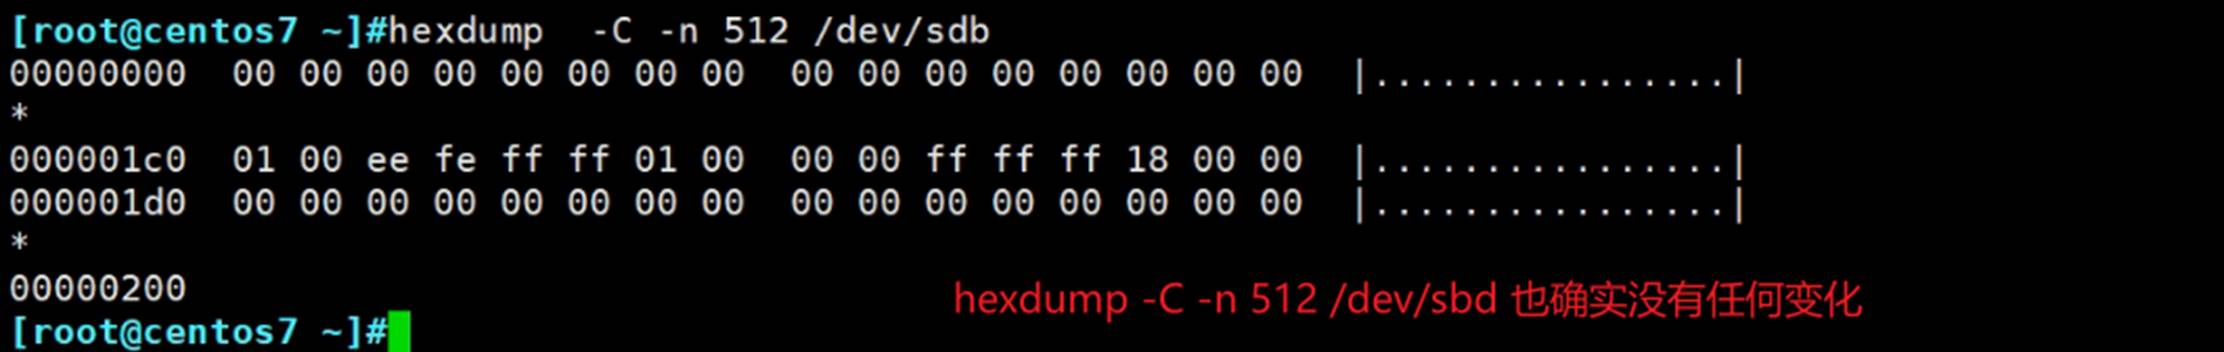 [root@centos7 ~]#hexdump  -C -n 512 /dev/sdb
00000000  00 00 00 00 00 00 00 00  00 00 00 00 00 00 00 00  |................|
*
000001c0  01 00 ee fe ff ff 01 00  00 00 ff ff ff 18 00 00  |................|
000001d0  00 00 00 00 00 00 00 00  00 00 00 00 00 00 00 00  |................|
*
00000200
hexdump -C -n 512 /dev/sbd 也确实没有任何变化
[root@centos7 ~]#